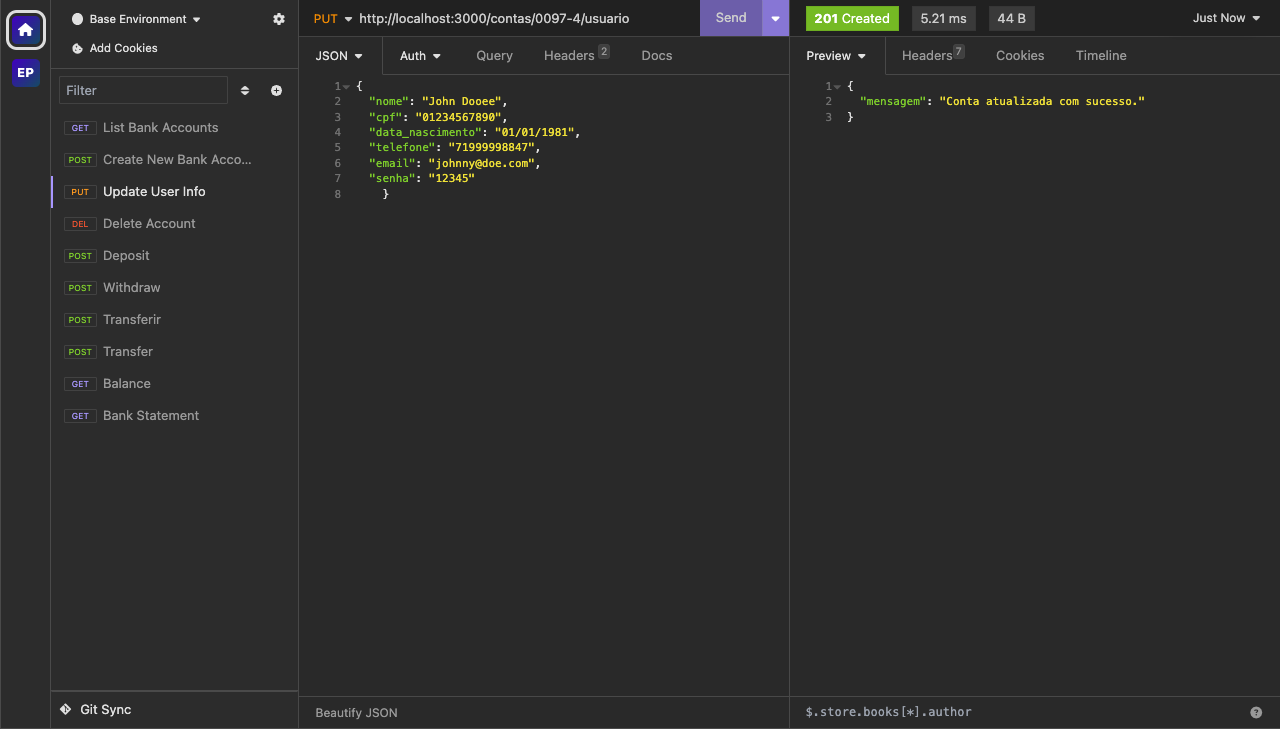 EP
Base Environment
Add Cookies
Filter
GET List Bank Accounts
POST Create New Bank Acco...
PUT Update User Info
DEL Delete Account
POST Deposit
POST Withdraw
POST Transferir
POST Transfer
GET Balance
GET Bank Statement
Git Sync
PUT http://localhost:3000/contas/0097-4/usuario Send
JSON Auth Query Headers 2 Docs
1 {
2 "nome": "John Dooee",
3 "cpf": "01234567890",
4 "data_nascimento": "01/01/1981",
5 "telefone": "71999998847",
6 "email": "johnny@doe.com",
7 "senha": "12345"
8 }
Beautify JSON
201 Created 5.21 ms 44 B Just Now
Preview Headers 7 Cookies Timeline
1 {
2 "mensagem": "Conta atualizada com sucesso."
3 }
$.store.books[*].author ?